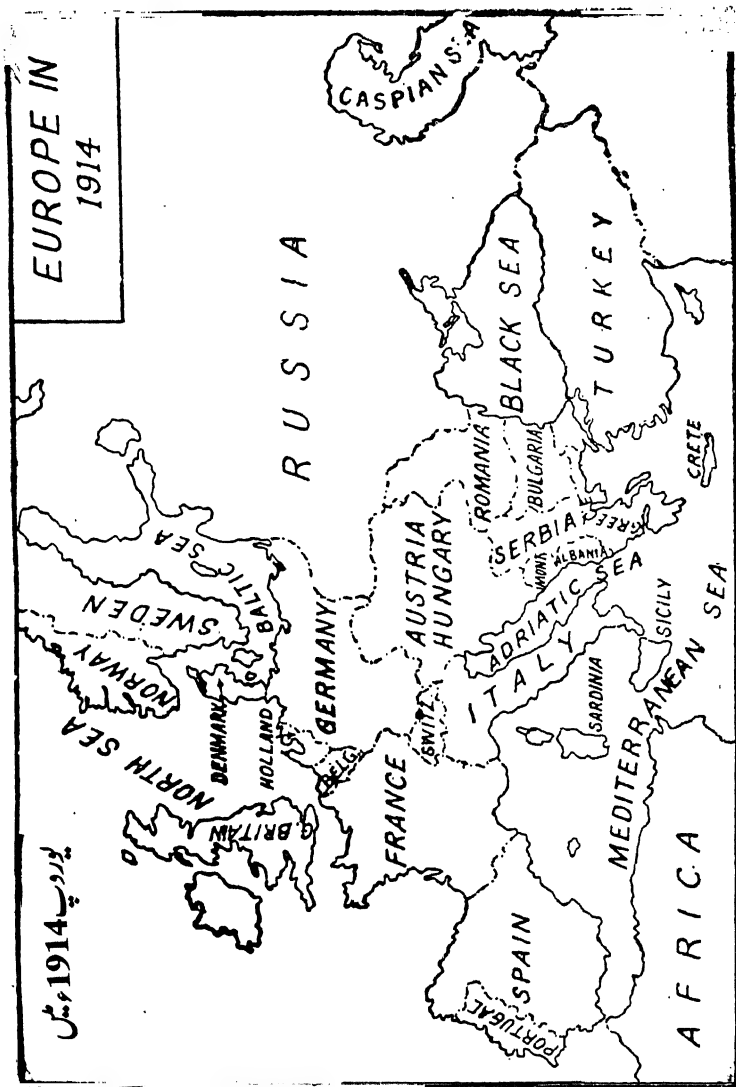 EUROPE IN
1914
یوروپ 1914ء میں
NORWAY
SWEDEN
BALTIC SEA
NORTH SEA
DENMARK
HOLLAND
G. BRITAIN
BELG.
GERMANY
RUSSIA
FRANCE
SWITZ
AUSTRIA
HUNGARY
ROMANIA
BULGARIA
SERBIA
MONT
ALBANIA
GREECE
ITALY
ADRIATIC SEA
BLACK SEA
CASPIAN SEA
TURKEY
PORTUGAL
SPAIN
SARDINIA
SICILY
CRETE
MEDITERRANEAN SEA
AFRICA